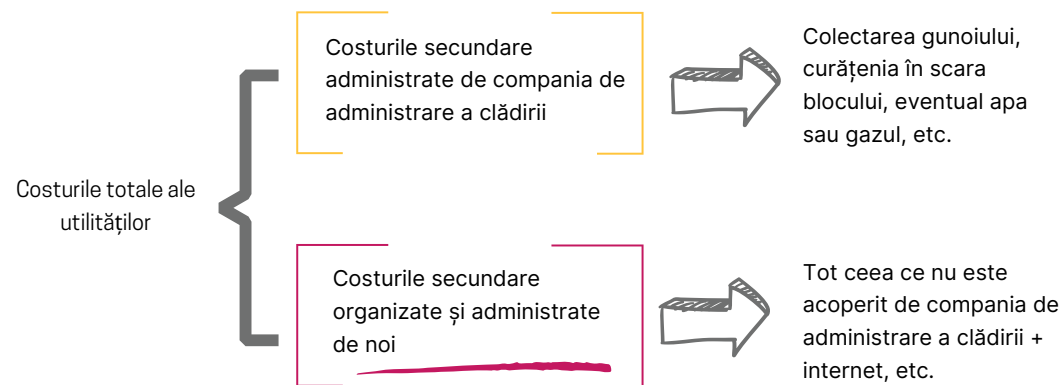 Costurile totale ale
utilităților
Costurile secundare
administrate de compania de
administrare a clădirii
Colectarea gunoiului,
curățenia în scara
blocului, eventual apa
sau gazul, etc.
Costurile secundare
organizate și administrate
de noi
Tot ceea ce nu este
acoperit de compania de
administrare a clădirii +
internet, etc.